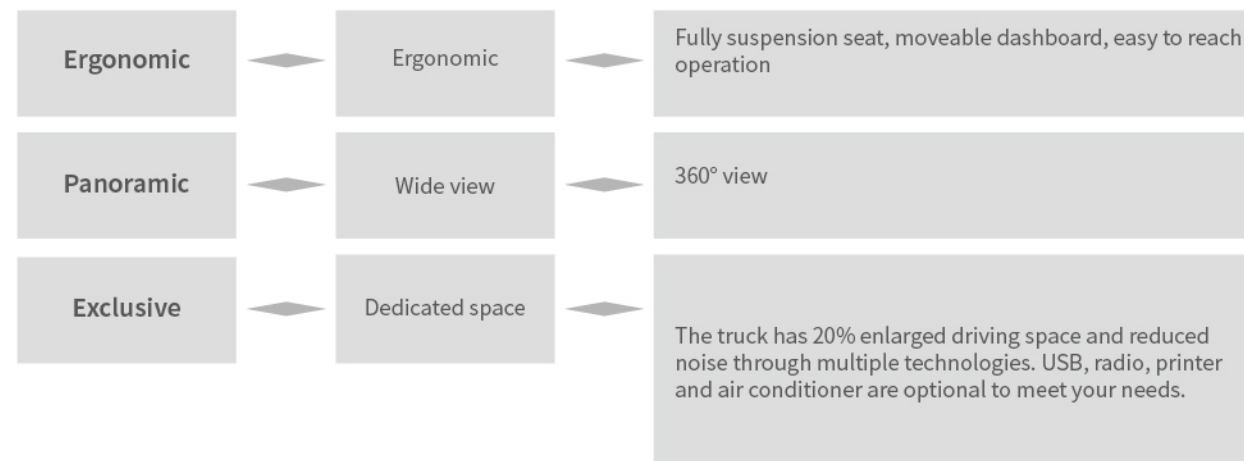 Ergonomic
Ergonomic
Fully suspension seat, moveable dashboard, easy to reach
operation
Panoramic
Wide view
360° view
Exclusive
Dedicated space
The truck has 20% enlarged driving space and reduced
noise through multiple technologies. USB, radio, printer
and air conditioner are optional to meet your needs.